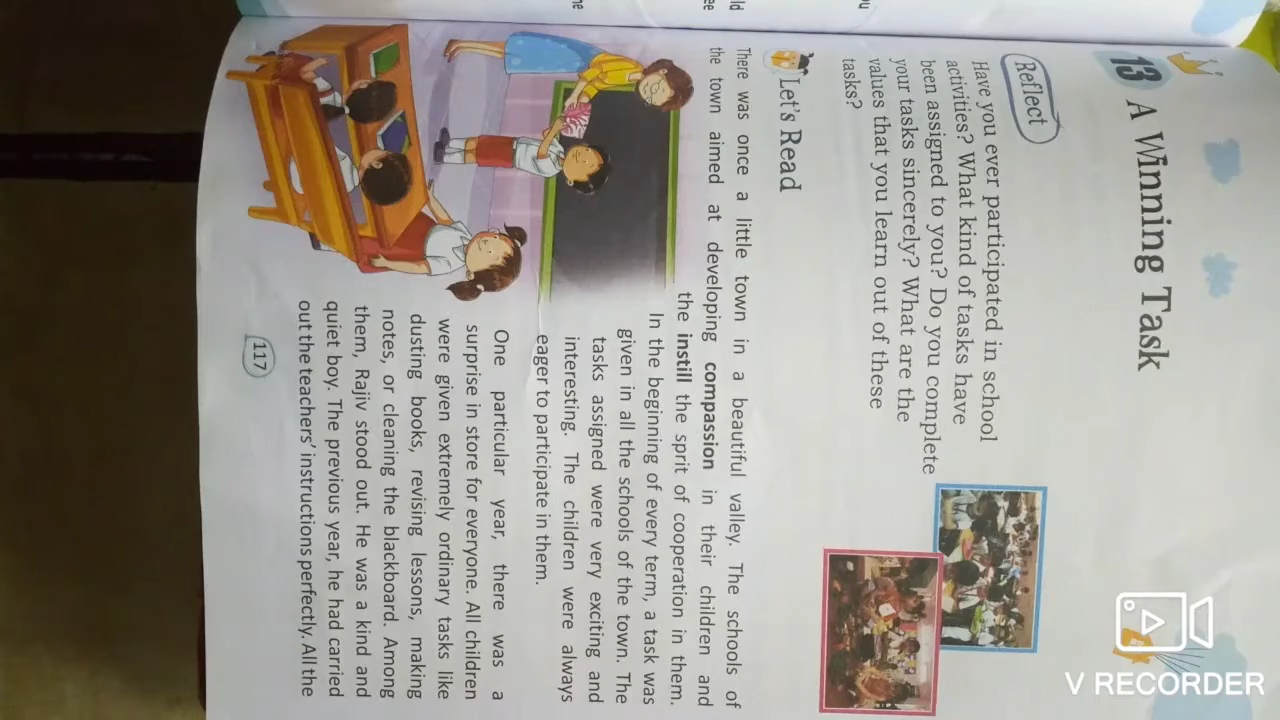 13 A Winning Task
Reflect
Have you ever participated in school
activities? What kind of tasks have
been assigned to you? Do you complete
your tasks sincerely? What are the
values that you learn out of these
tasks?
Let's Read
There was once a little town in a beautiful valley. The schools of
the town aimed at developing compassion in their children and
the instill the sprit of cooperation in them.
In the beginning of every term, a task was
given in all the schools of the town. The
tasks assigned were very exciting and
interesting. The children were always
eager to participate in them.
One particular year, there was a
surprise in store for everyone. All children
were given extremely ordinary tasks like
dusting books, revising lessons, making
notes, or cleaning the blackboard. Among
them, Rajiv stood out. He was a kind and
quiet boy. The previous year, he had carried
out the teachers' instructions perfectly. All the
117
V RECORDER